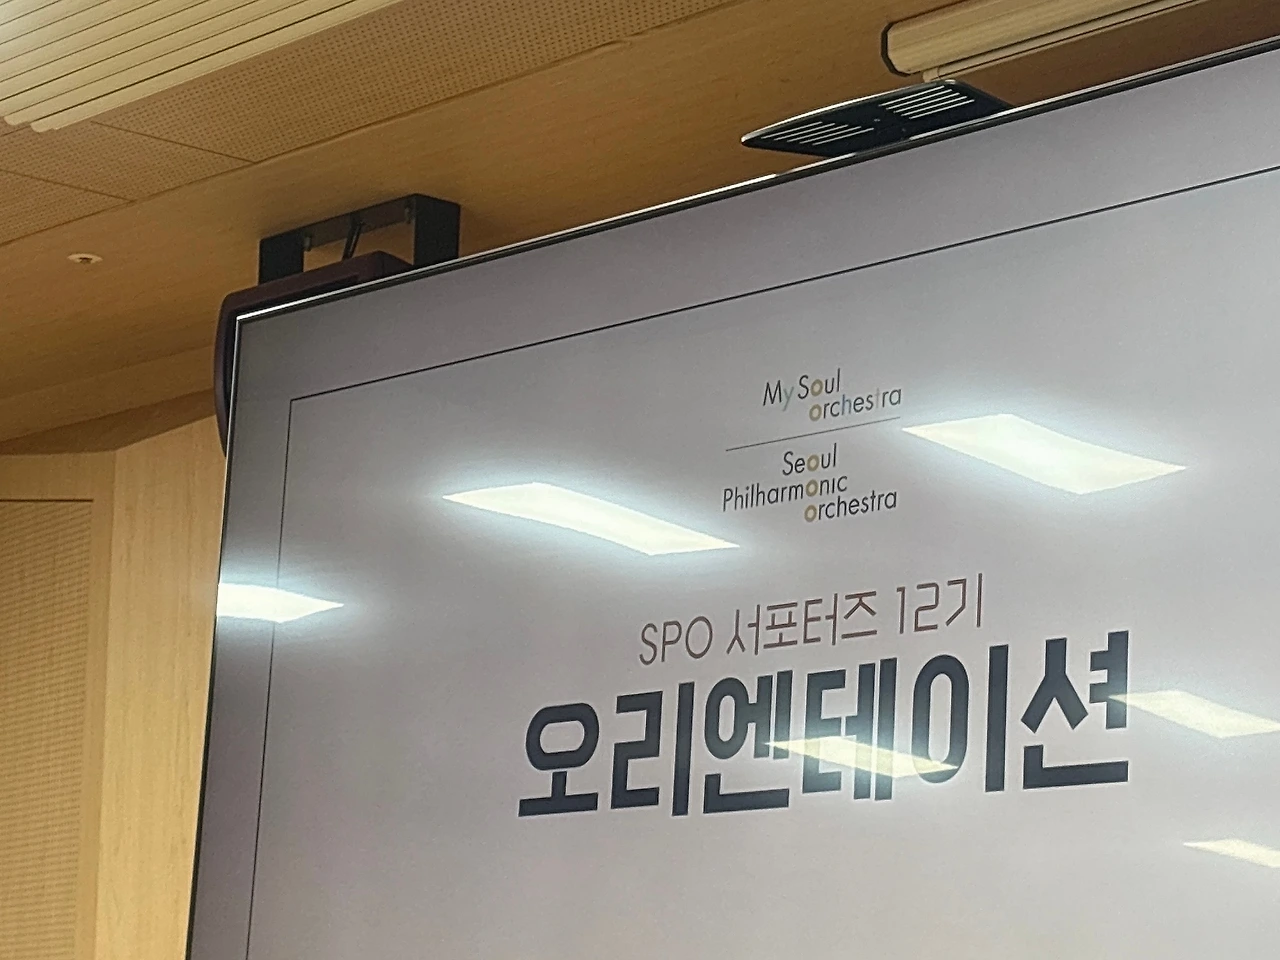 My Soul
orchestra
Seoul
Philharmonic
orchestra
SPO 서포터즈 12기
오리엔테이션